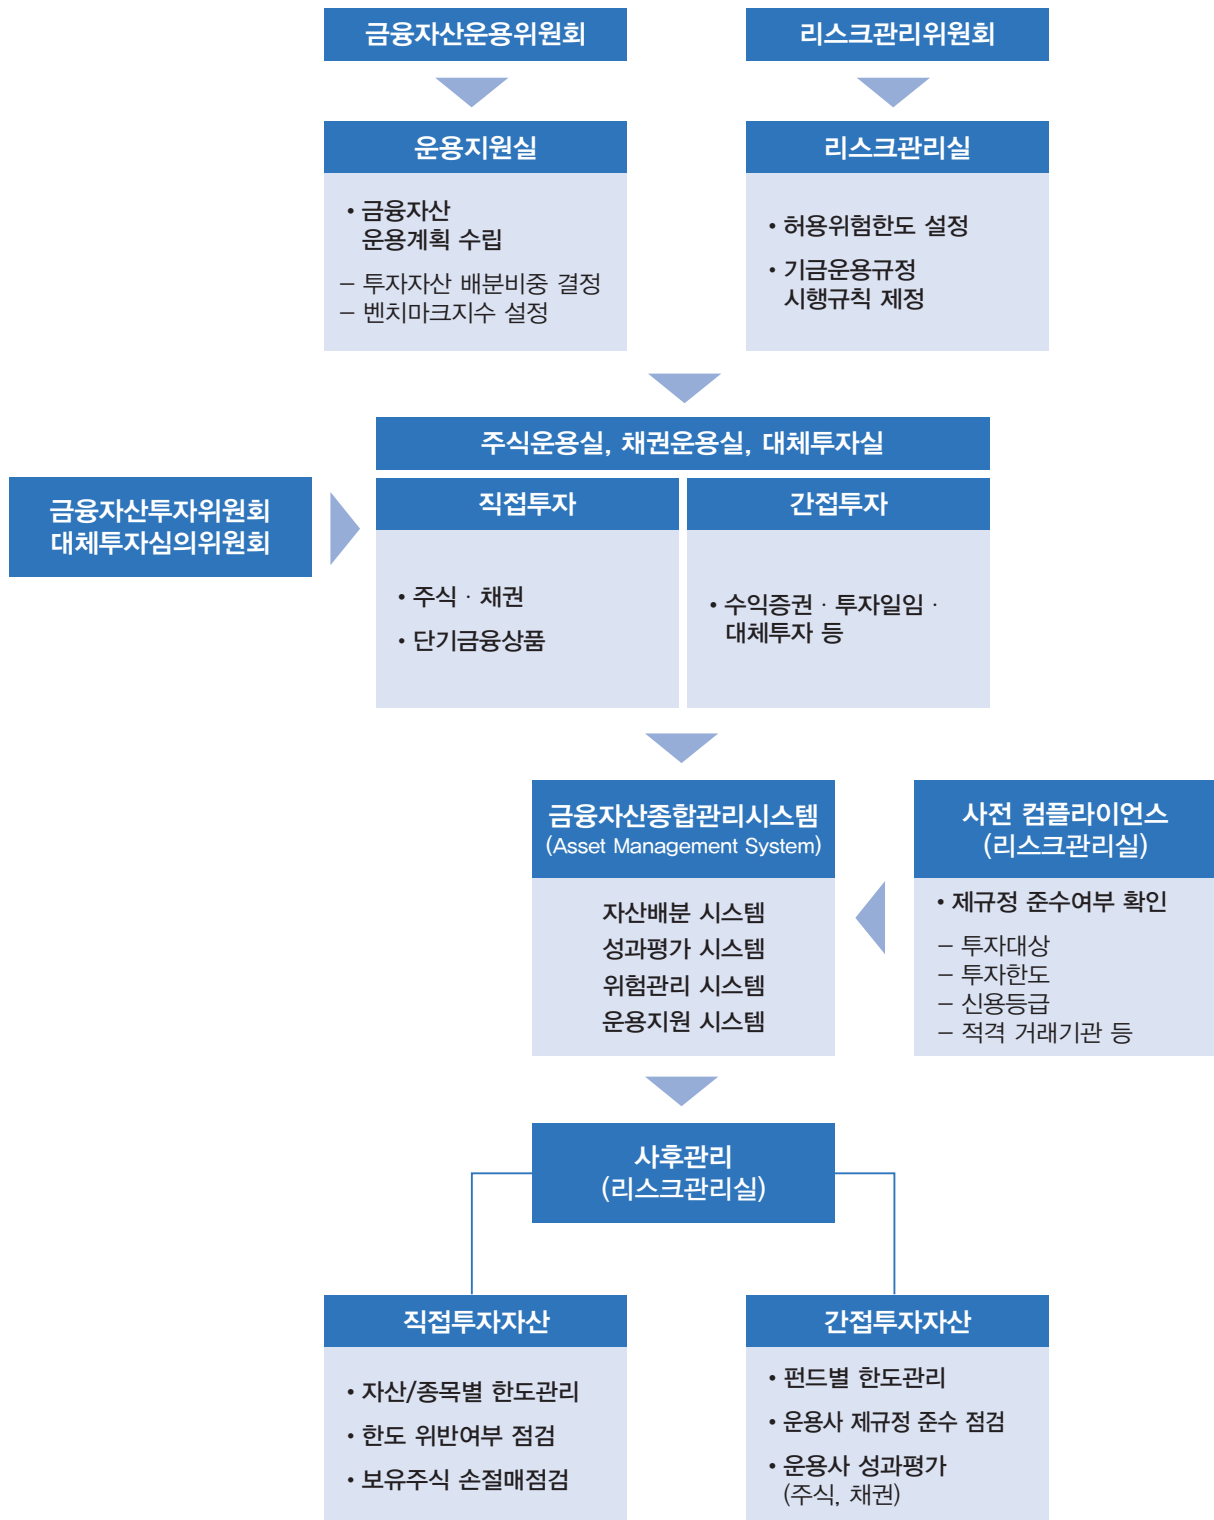 금융자산운용위원회
리스크관리위원회
운용지원실
• 금융자산
운용계획 수립
– 투자자산 배분비중 결정
– 벤치마크지수 설정
리스크관리실
• 허용위험한도 설정
• 기금운용규정
시행규칙 제정
금융자산투자위원회
대체투자심의위원회
주식운용실, 채권운용실, 대체투자실
직접투자
• 주식 · 채권
• 단기금융상품
간접투자
• 수익증권 · 투자일임 ·
대체투자 등
금융자산종합관리시스템
(Asset Management System)
자산배분 시스템
성과평가 시스템
위험관리 시스템
운용지원 시스템
사전 컴플라이언스
(리스크관리실)
• 제규정 준수여부 확인
– 투자대상
– 투자한도
– 신용등급
– 적격 거래기관 등
사후관리
(리스크관리실)
직접투자자산
• 자산/종목별 한도관리
• 한도 위반여부 점검
• 보유주식 손절매점검
간접투자자산
• 펀드별 한도관리
• 운용사 제규정 준수 점검
• 운용사 성과평가
(주식, 채권)